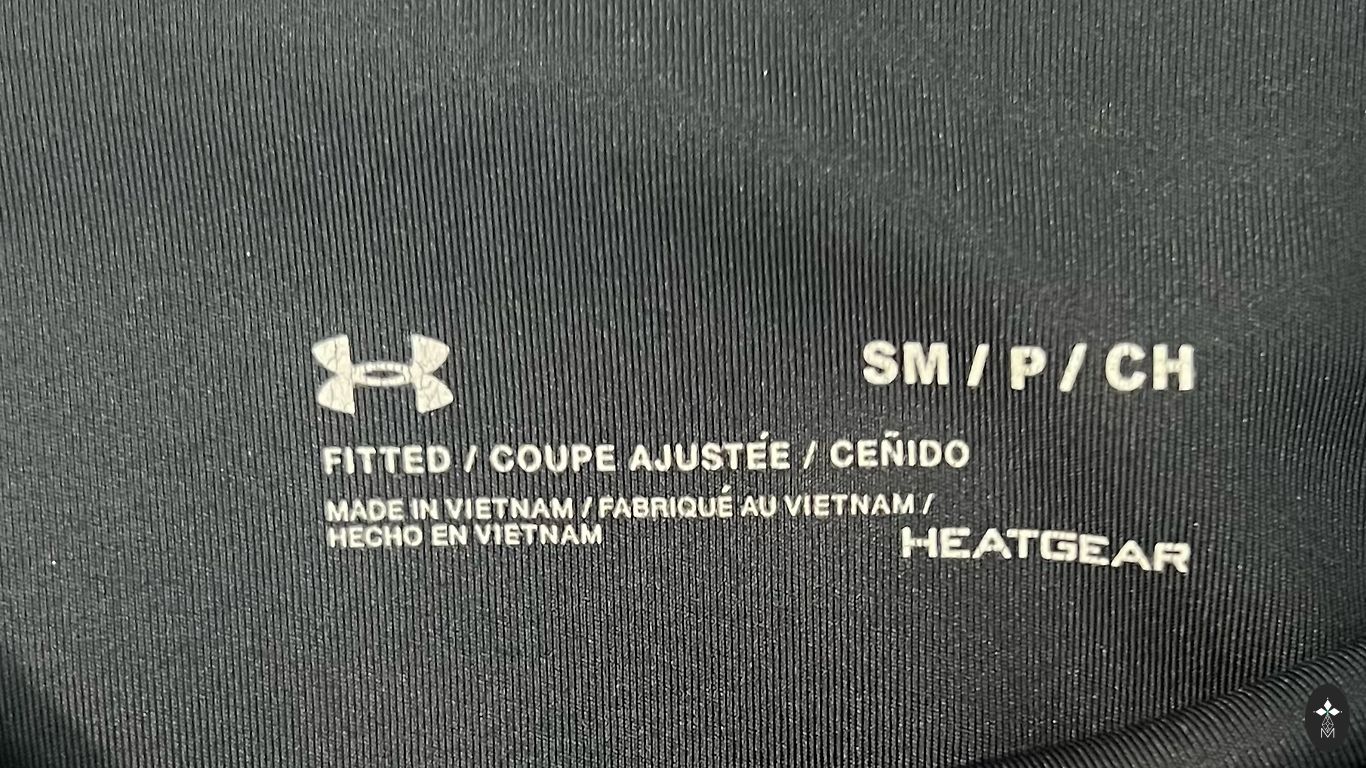 SM / P / CH
FITTED / COUPE AJUSTÉE / CEÑIDO
MADE IN VIETNAM / FABRIQUÉ AU VIETNAM /
HECHO EN VIETNAM
HEATGEAR
M